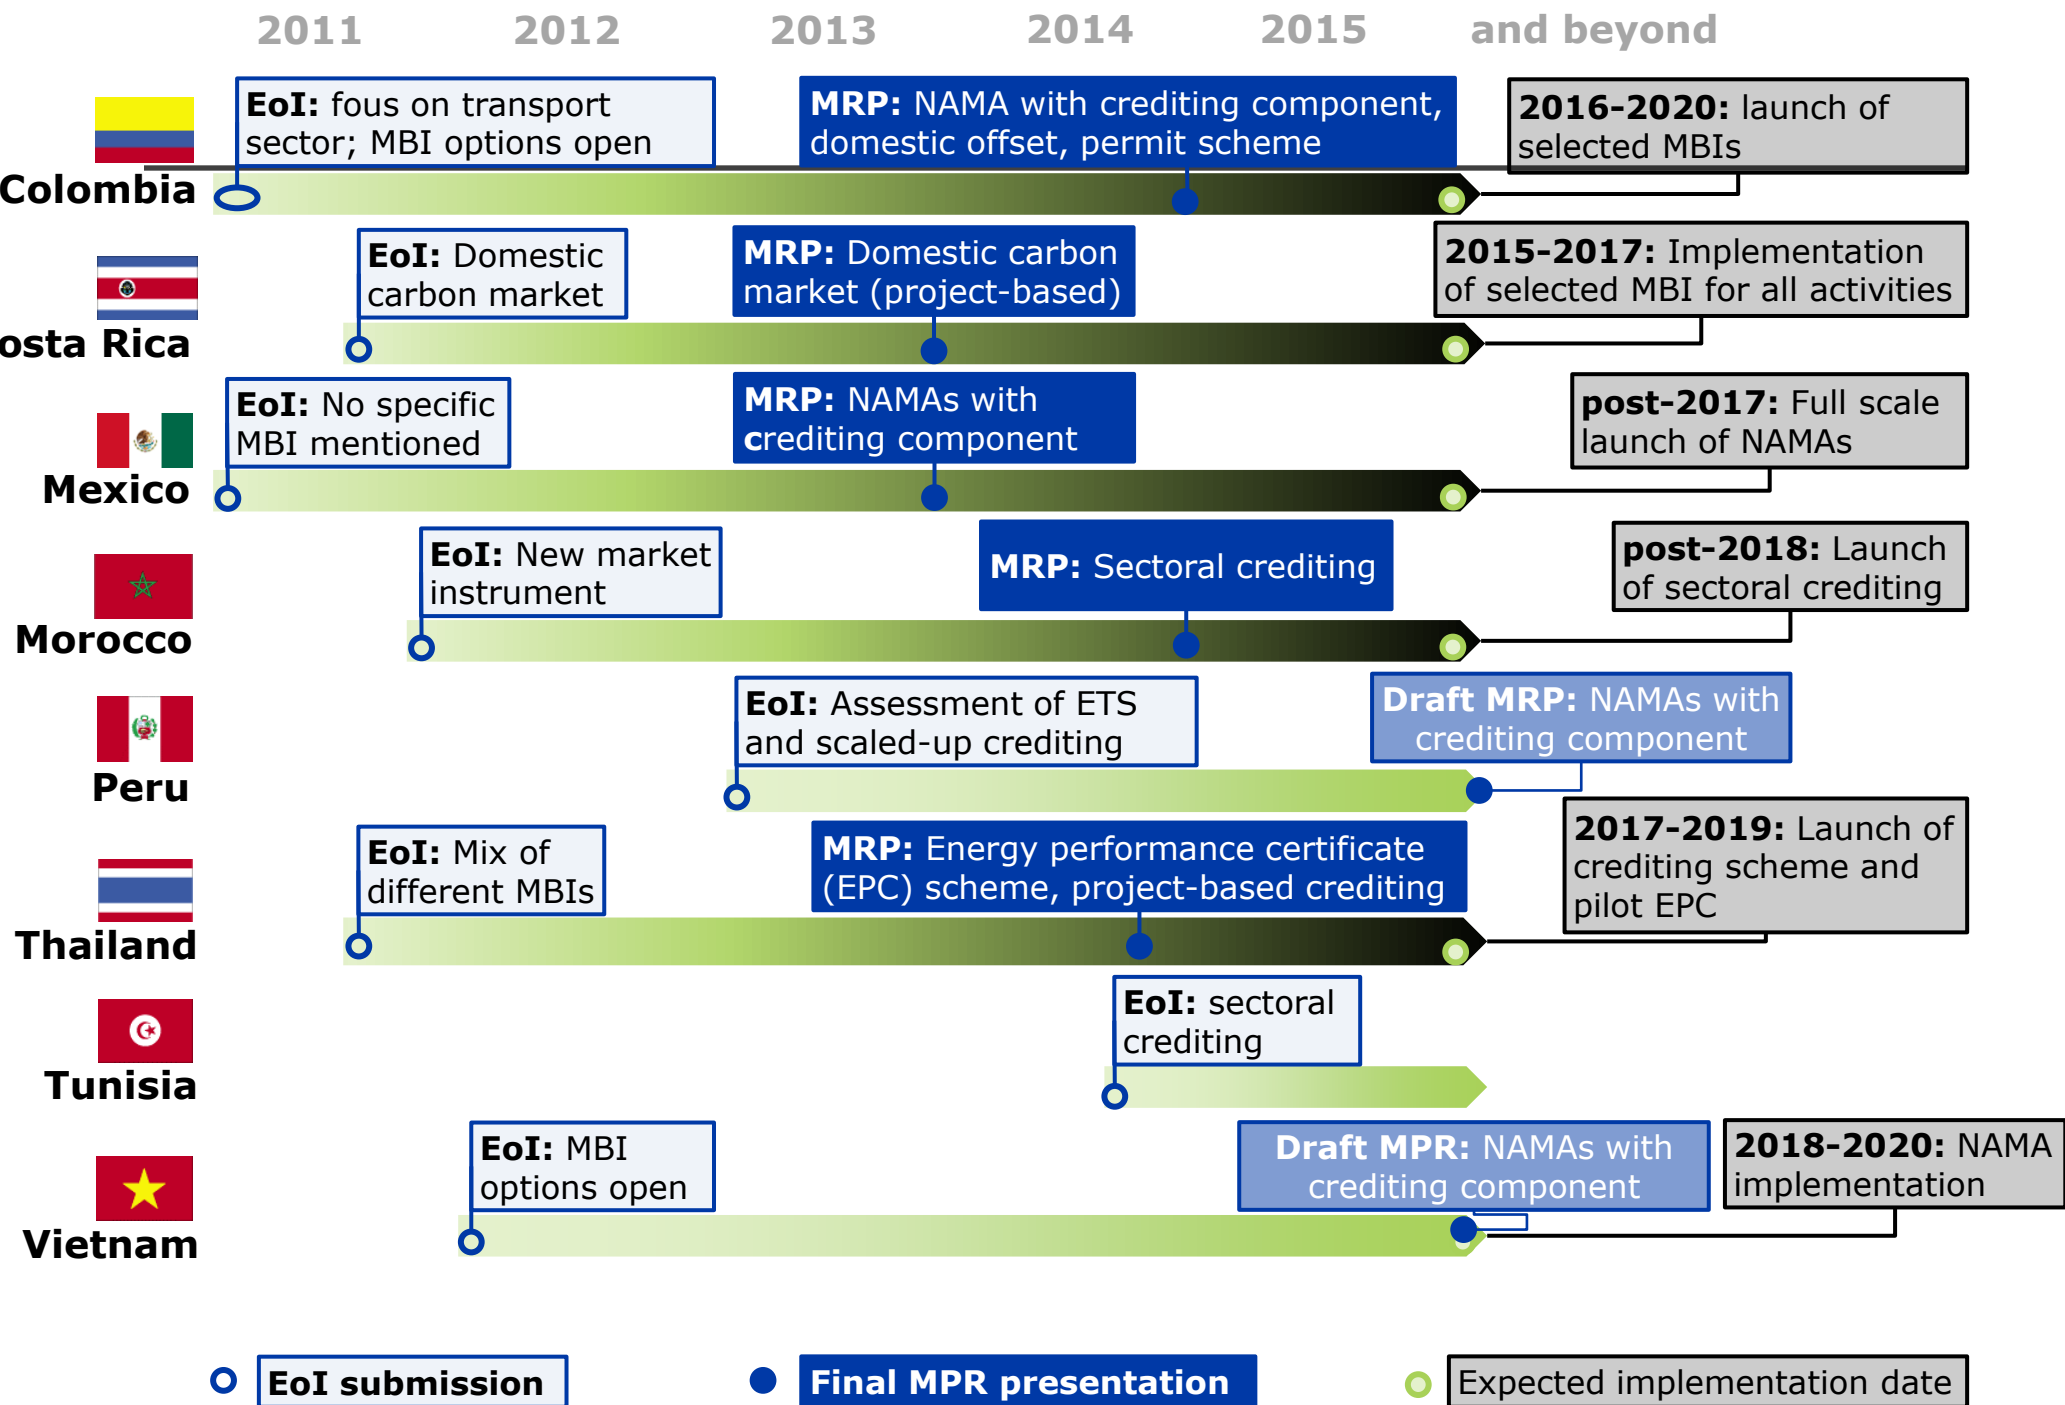 2011 2012 2013 2014 2015 and beyond
EoI: fous on transport
sector; MBI options open
MRP: NAMA with crediting component,
domestic offset, permit scheme
2016-2020: launch of
selected MBIs
Colombia
EoI: Domestic
carbon market
MRP: Domestic carbon
market (project-based)
2015-2017: Implementation
of selected MBI for all activities
osta Rica
EoI: No specific
MBI mentioned
MRP: NAMAs with
crediting component
post-2017: Full scale
launch of NAMAs
Mexico
EoI: New market
instrument
MRP: Sectoral crediting
post-2018: Launch
of sectoral crediting
Morocco
EoI: Assessment of ETS
and scaled-up crediting
Draft MRP: NAMAs with
crediting component
Peru
EoI: Mix of
different MBIs
MRP: Energy performance certificate
(EPC) scheme, project-based crediting
2017-2019: Launch of
crediting scheme and
pilot EPC
Thailand
EoI: sectoral
crediting
Tunisia
EoI: MBI
options open
Draft MPR: NAMAs with
crediting component
2018-2020: NAMA
implementation
Vietnam
EoI submission
Final MPR presentation
Expected implementation date